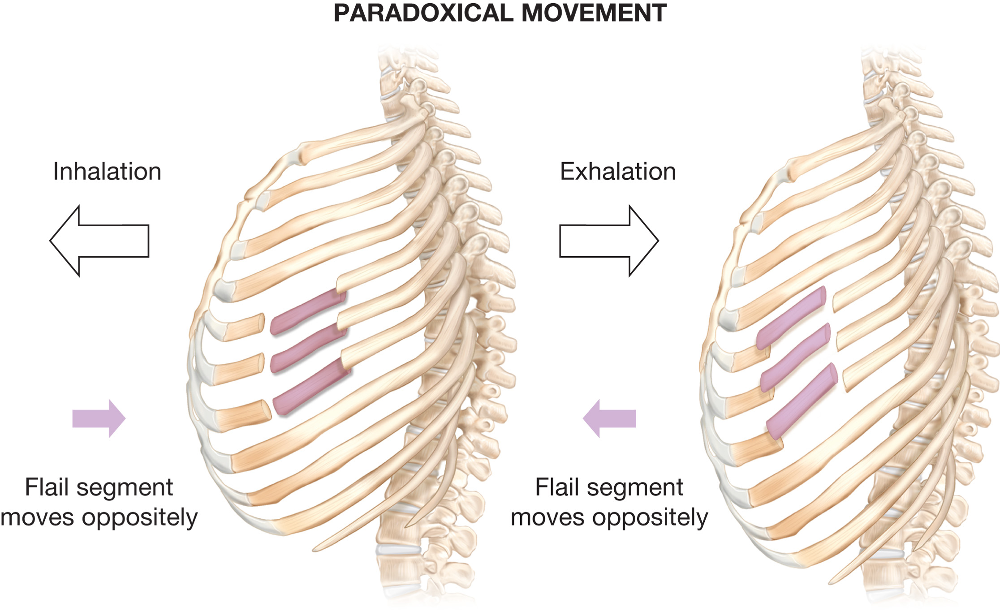 PARADOXICAL MOVEMENT
Inhalation
Flail segment
moves oppositely
Exhalation
Flail segment
moves oppositely